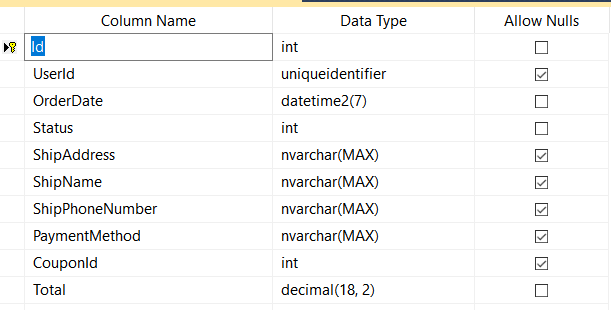 Column Name Data Type Allow Nulls
Id int
UserId uniqueidentifier
OrderDate datetime2(7)
Status int
ShipAddress nvarchar(MAX)
ShipName nvarchar(MAX)
ShipPhoneNumber nvarchar(MAX)
PaymentMethod nvarchar(MAX)
CouponId int
Total decimal(18, 2)